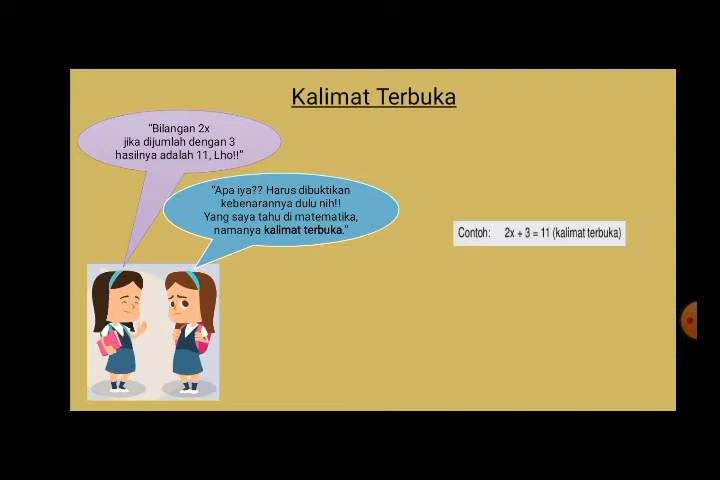 Kalimat Terbuka
"Bilangan 2x
jika dijumlah dengan 3
hasilnya adalah 11, Lho!!"
"Apa iya?? Harus dibuktikan
kebenarannya dulu nih!!
Yang saya tahu di matematika,
namanya kalimat terbuka."
Contoh: 2x + 3 = 11 (kalimat terbuka)